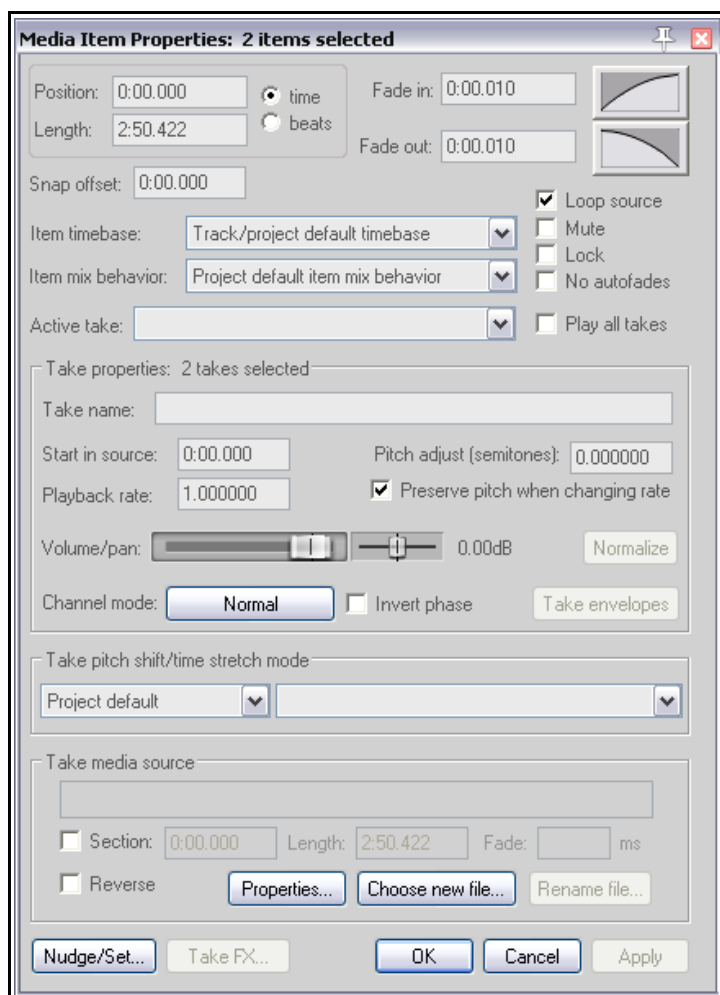 Media Item Properties: 2 items selected
Position: 0:00.000 time Fade in: 0:00.010
Length: 2:50.422 beats Fade out: 0:00.010
Snap offset: 0:00.000
Loop source
Item timebase: Track/project default timebase Mute
Lock
Item mix behavior: Project default item mix behavior No autofades
Active take: Play all takes
Take properties: 2 takes selected
Take name:
Start in source: 0:00.000 Pitch adjust (semitones): 0.000000
Playback rate: 1.000000 Preserve pitch when changing rate
Volume/pan: 0.00dB Normalize
Channel mode: Normal Invert phase Take envelopes
Take pitch shift/time stretch mode
Project default
Take media source
Section: 0:00.000 Length: 2:50.422 Fade: ms
Reverse Properties... Choose new file... Rename file...
Nudge/Set... Take FX... OK Cancel Apply